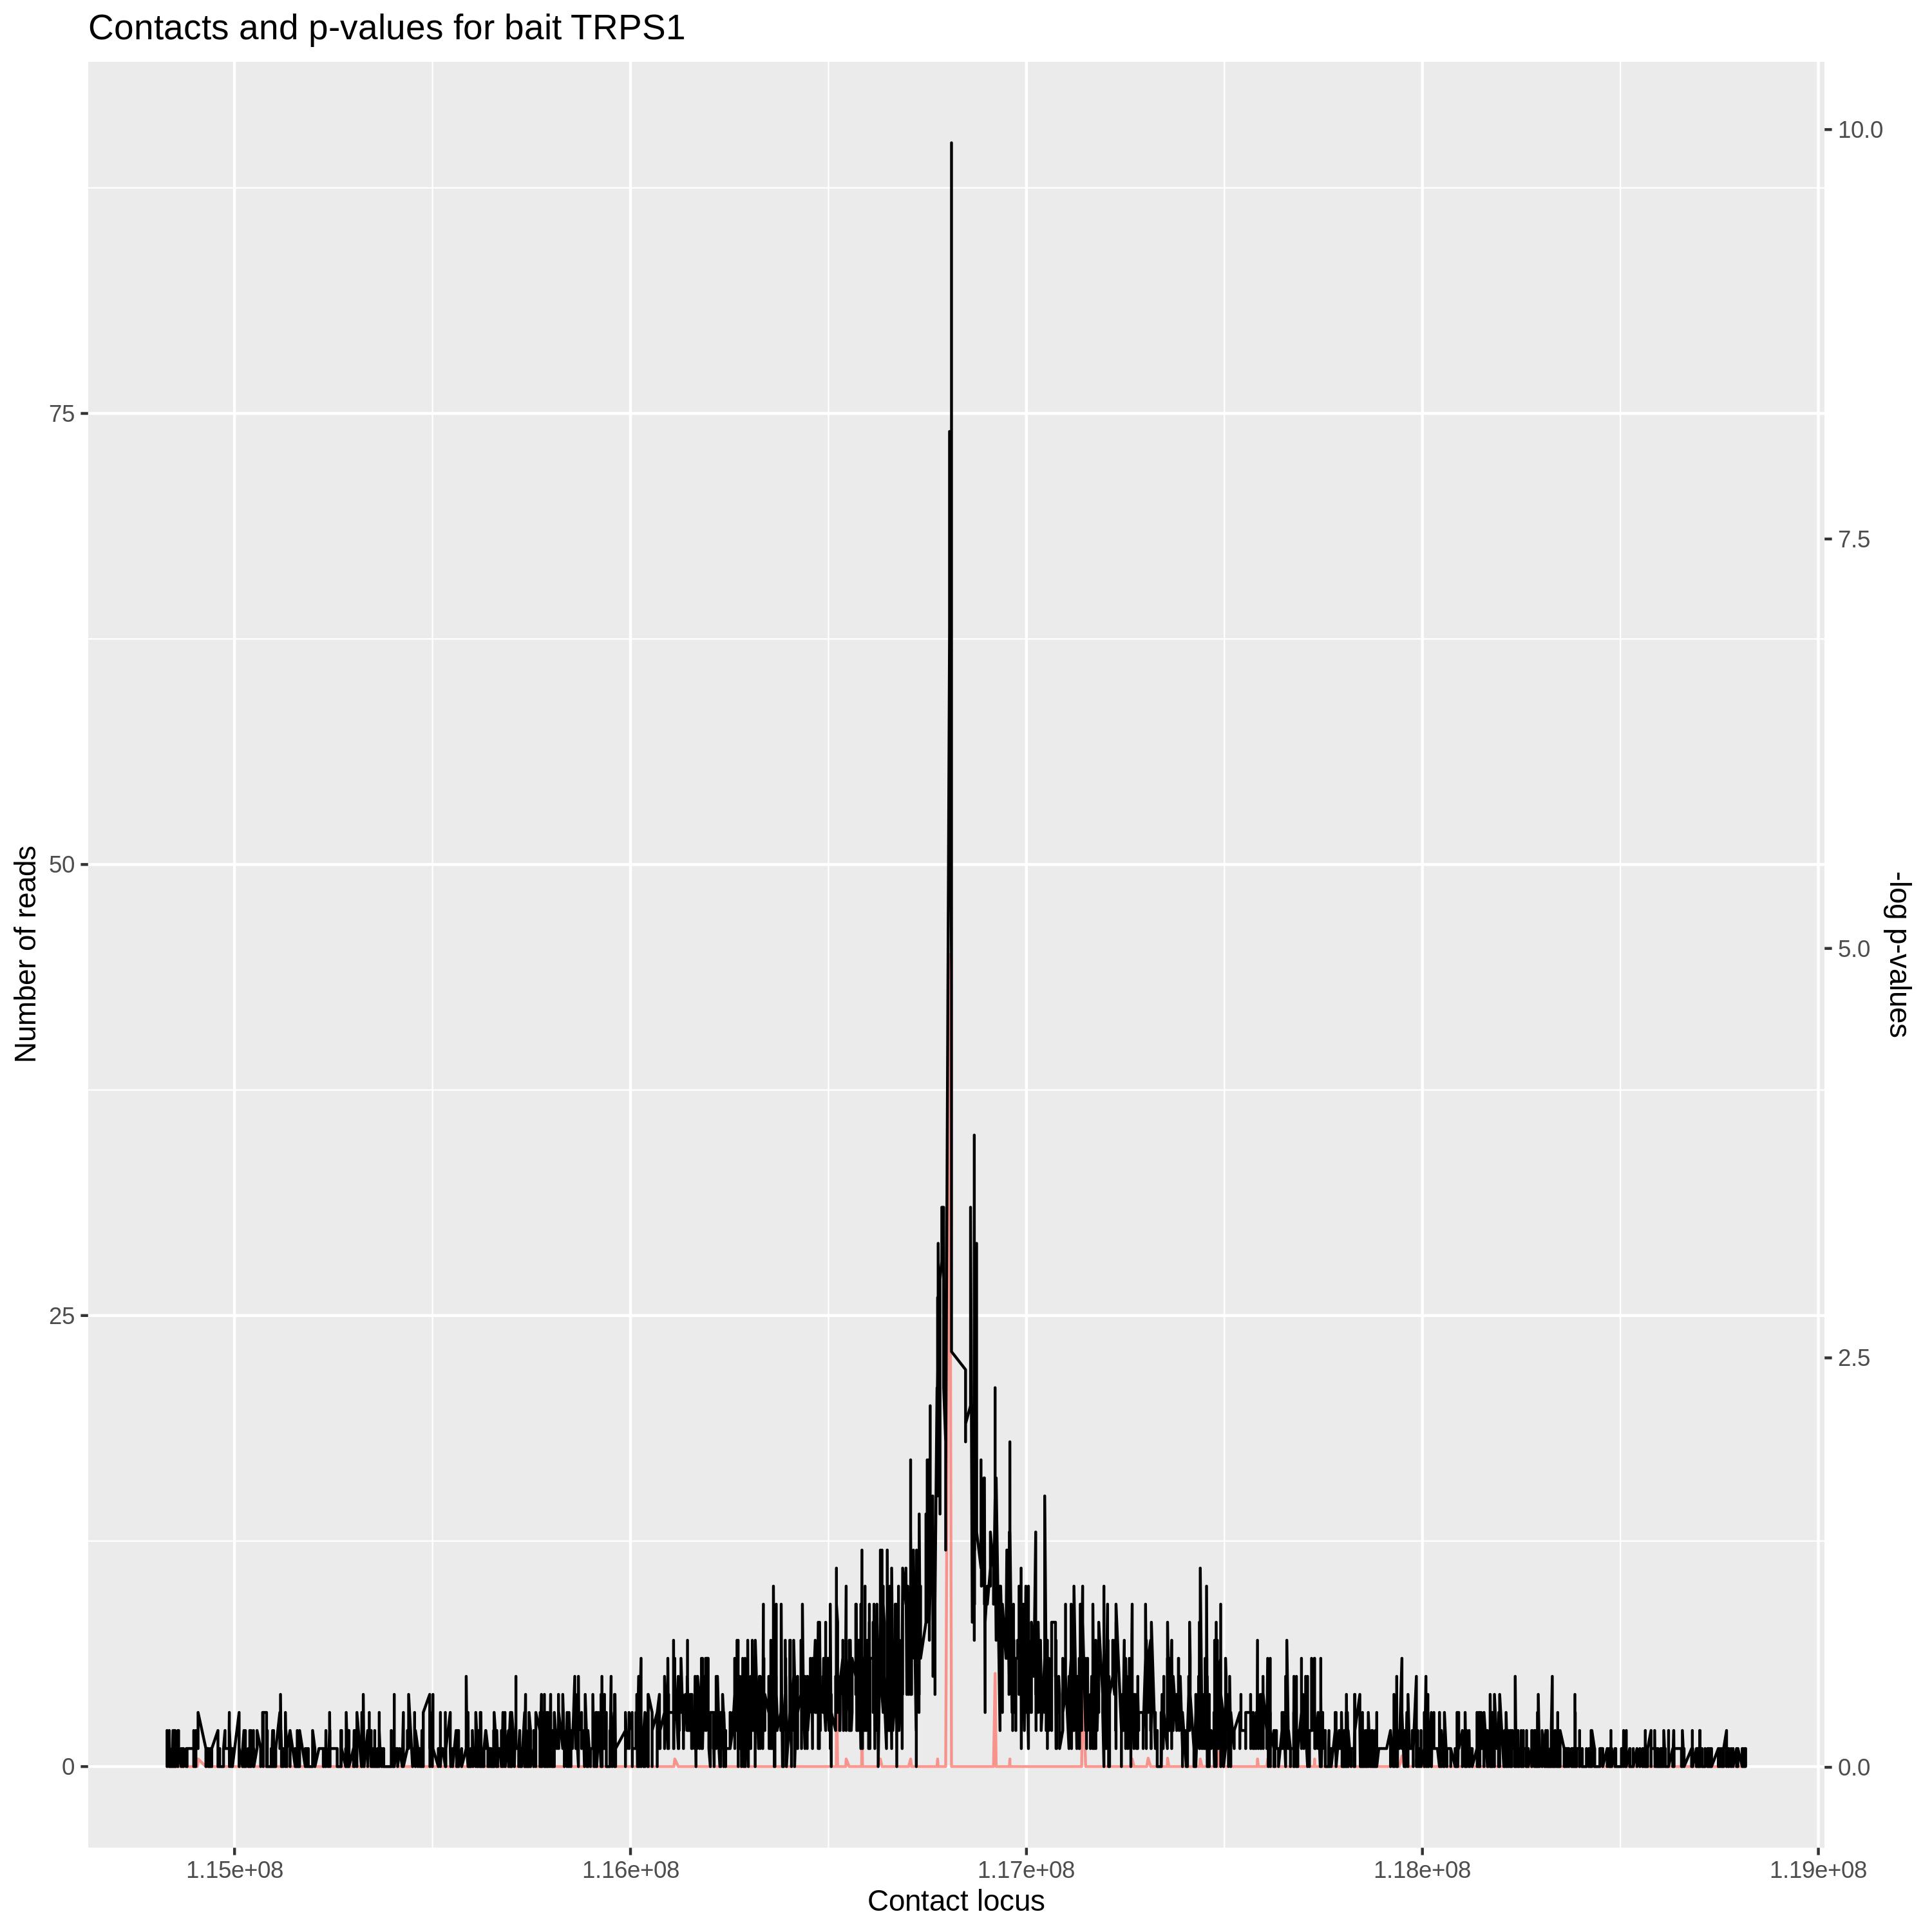 Contacts and p-values for bait TRPS1
Number of reads
75
50
25
0
10.0
7.5
5.0
2.5
0.0
-log p-values
1.15e+08
1.16e+08
1.17e+08
1.18e+08
1.19e+08
Contact locus